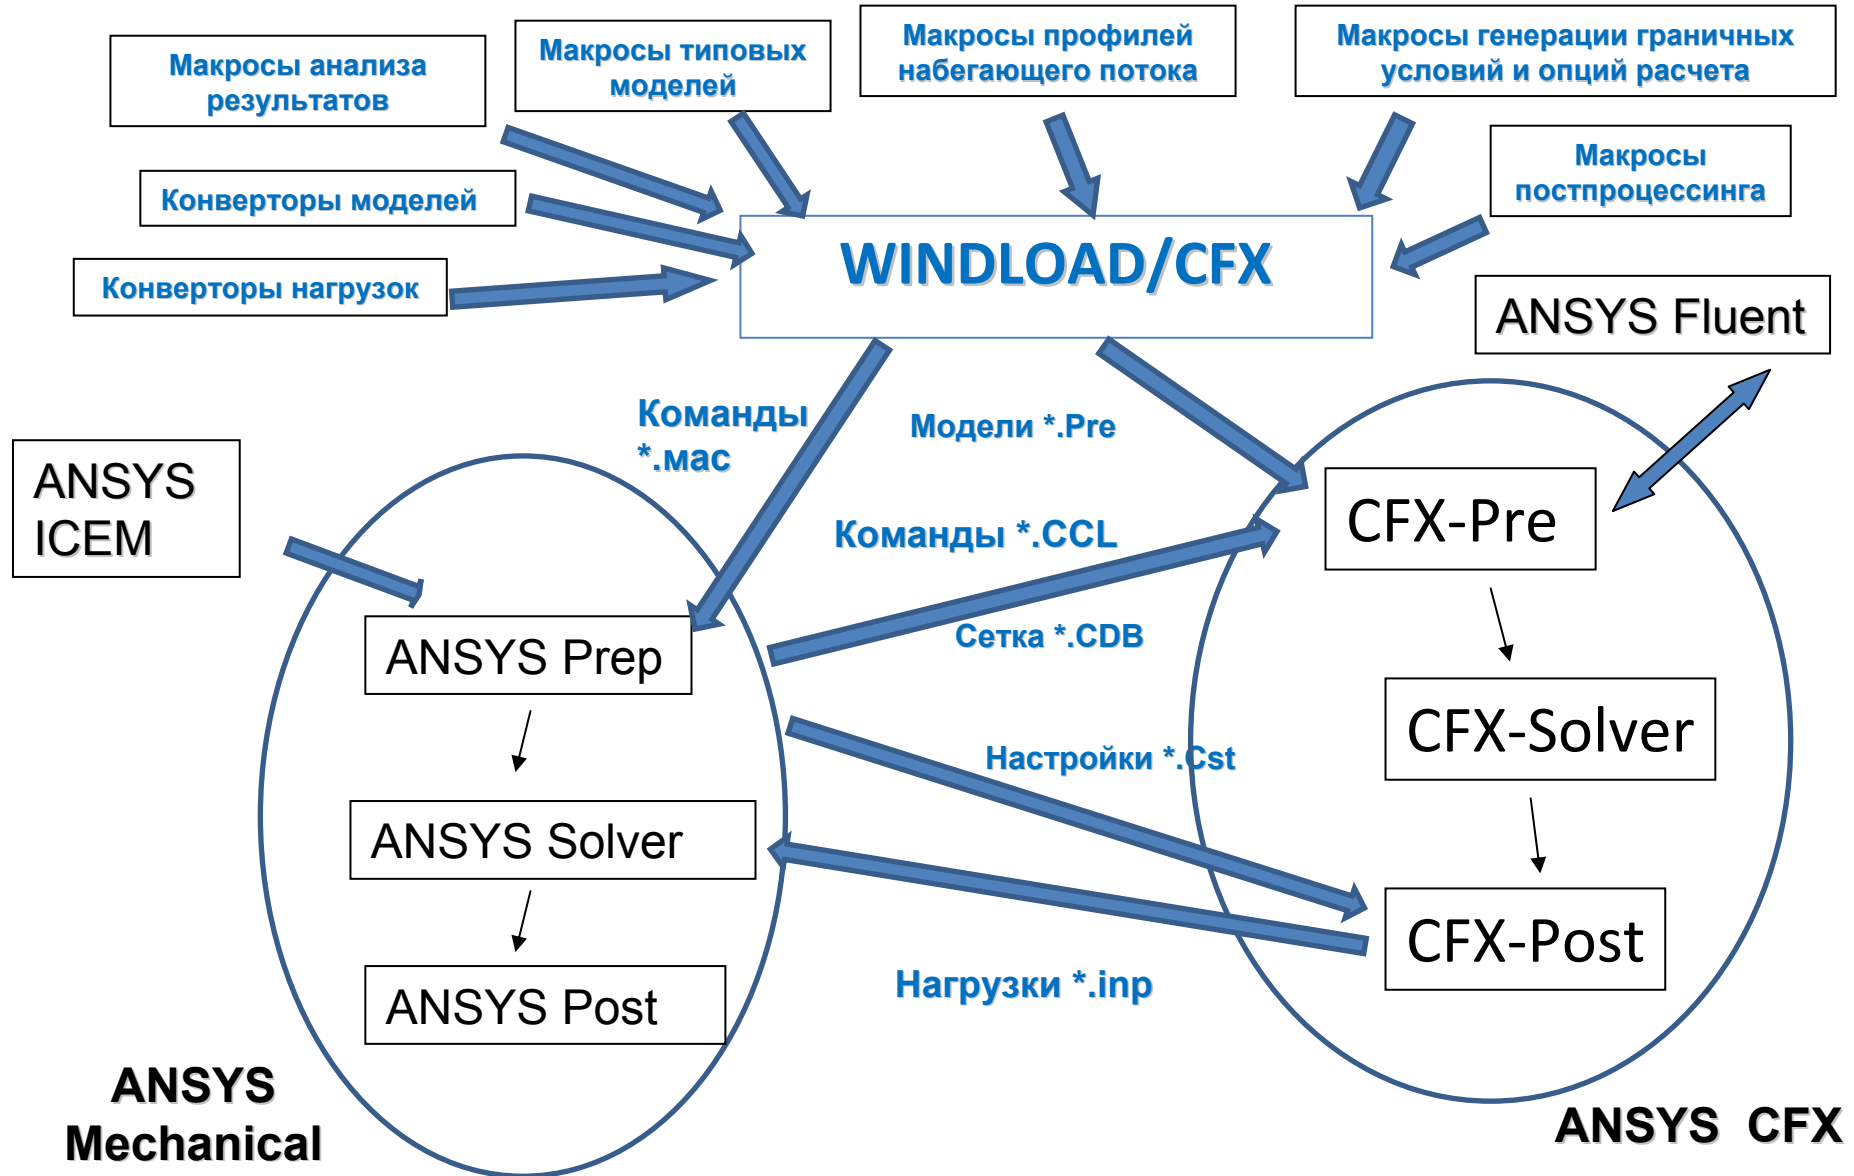 Макросы анализа
результатов
Макросы типовых
моделей
Макросы профилей
набегающего потока
Макросы генерации граничных
условий и опций расчета
Макросы
постпроцессинга
Конверторы моделей
Конверторы нагрузок
WINDLOAD/CFX
ANSYS Fluent
Команды
*.мас
Модели *.Pre
ANSYS
ICEM
CFX-Pre
Команды *.CCL
Сетка *.CDB
ANSYS Prep
CFX-Solver
Настройки *.Cst
ANSYS Solver
CFX-Post
Нагрузки *.inp
ANSYS Post
ANSYS
Mechanical
ANSYS CFX